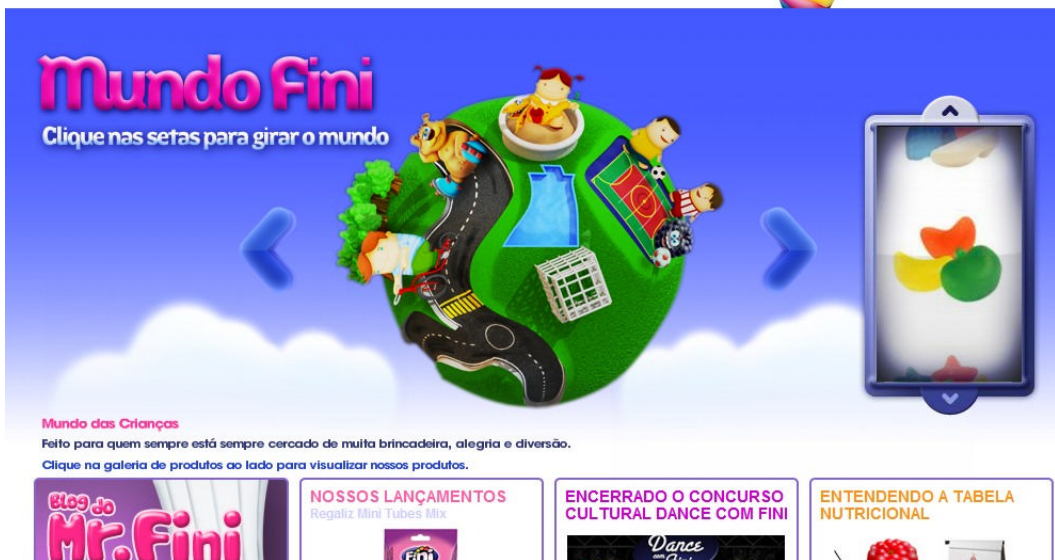 Mundo Fini
Clique nas setas para girar o mundo
Mundo das Crianças
Feito para quem sempre está sempre cercado de muita brincadeira, alegria e diversão.
Clique na galeria de produtos ao lado para visualizar nossos produtos.
Blog do
Mr. Fini
NOSSOS LANÇAMENTOS
Regaliz Mini Tubes Mix
Fini
ENCERRADO O CONCURSO
CULTURAL DANCE COM FINI
Dance
com
ENTENDENDO A TABELA
NUTRICIONAL